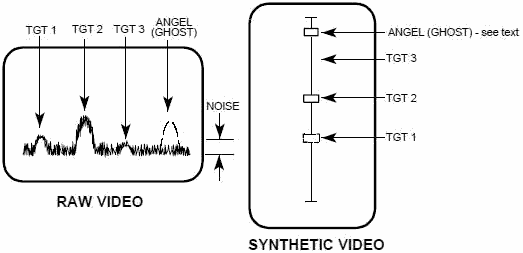 TGT 1
TGT 2
TGT 3
ANGEL
(GHOST)
NOISE
RAW VIDEO
ANGEL (GHOST) - see text
TGT 3
TGT 2
TGT 1
SYNTHETIC VIDEO